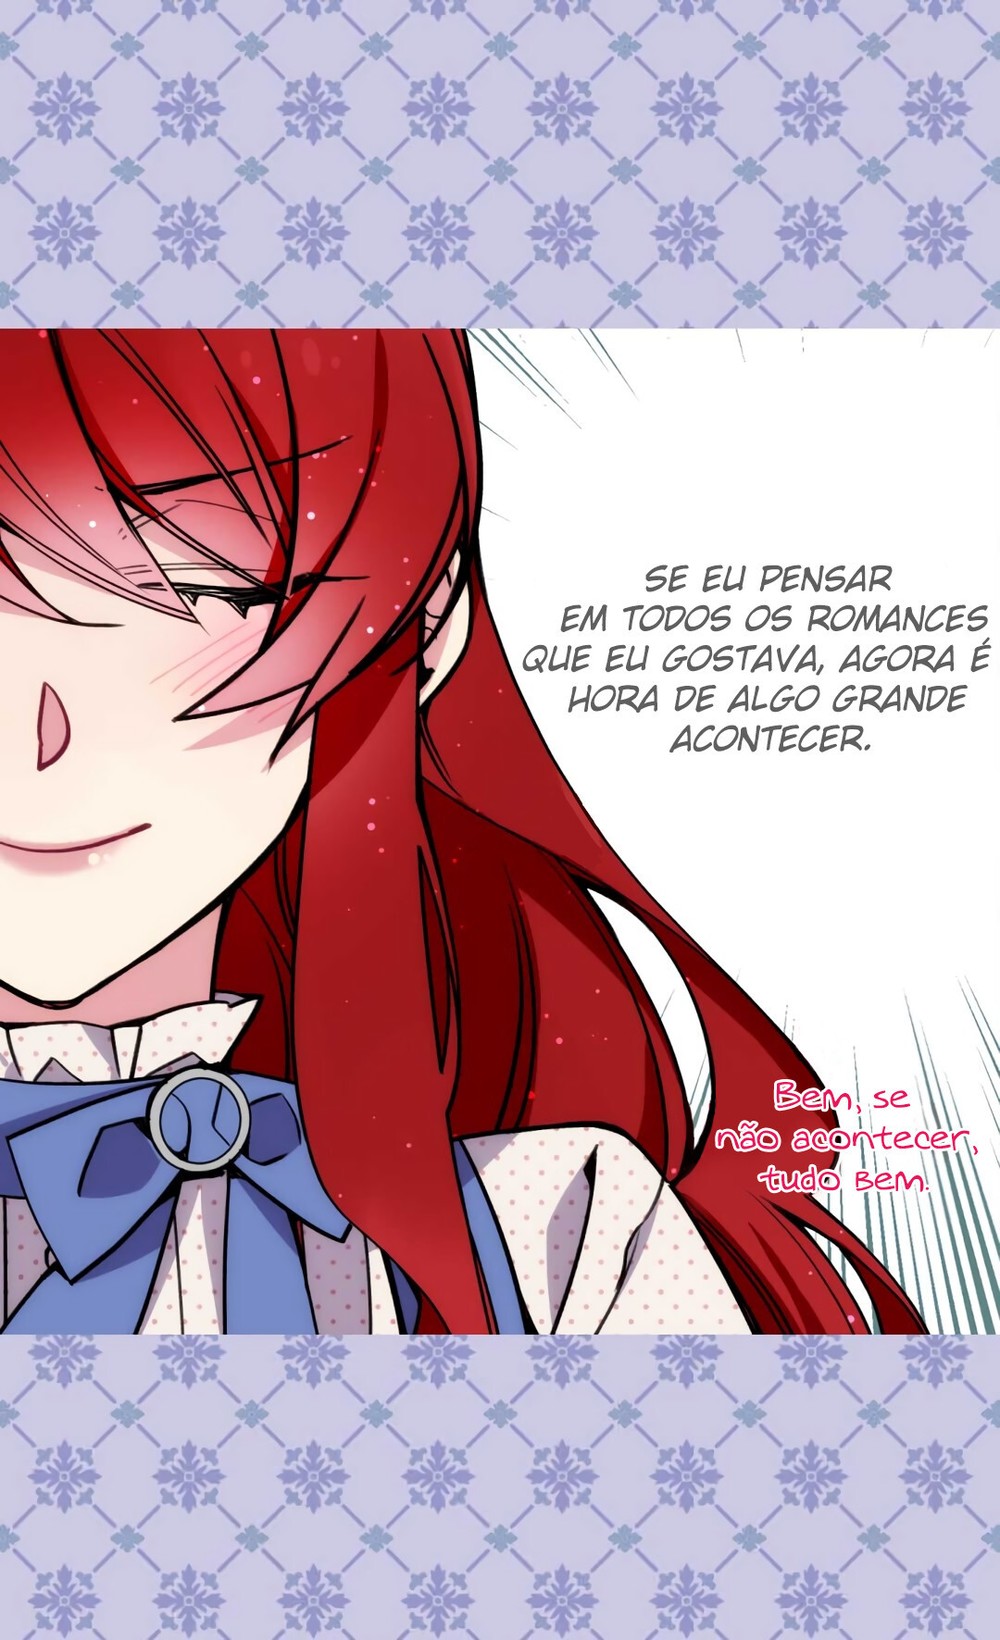 SE EU PENSAR
EM TODOS OS ROMANCES
QUE EU GOSTAVA, AGORA É
HORA DE ALGO GRANDE
ACONTECER.
Bem, se
não acontecer,
tudo Bem.